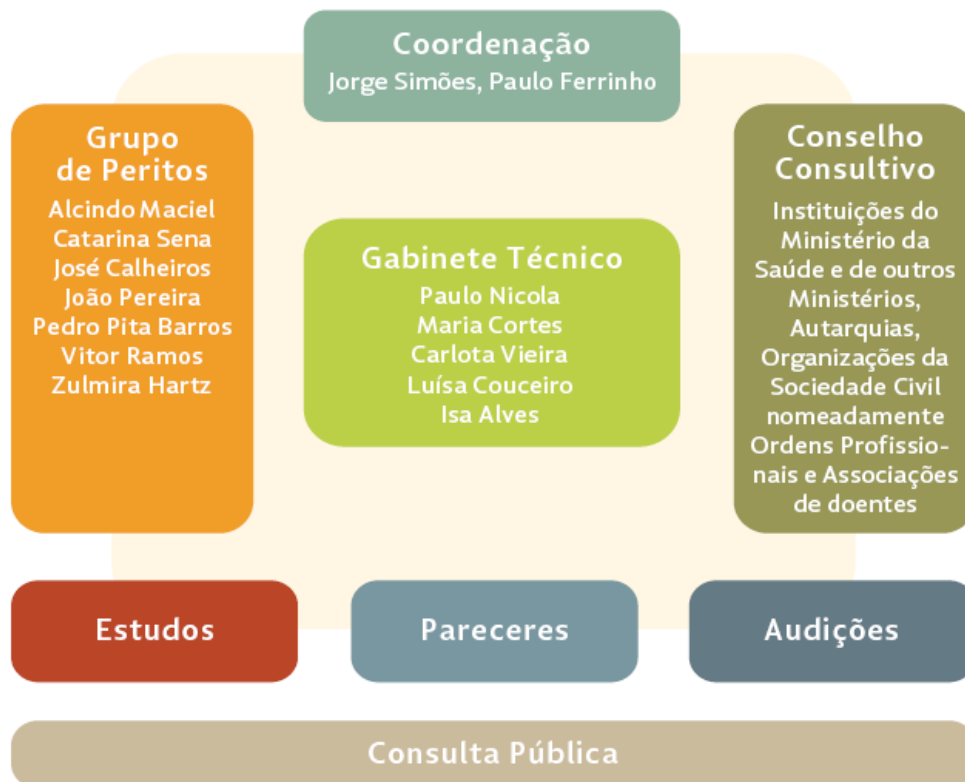 Coordenação
Jorge Simões, Paulo Ferrinho
Grupo
de Peritos
Alcindo Maciel
Catarina Sena
José Calheiros
João Pereira
Pedro Pita Barros
Vitor Ramos
Zulmira Hartz
Gabinete Técnico
Paulo Nicola
Maria Cortes
Carlota Vieira
Luísa Couceiro
Isa Alves
Conselho
Consultivo
Instituições do
Ministério da
Saúde e de outros
Ministérios,
Autarquias,
Organizações da
Sociedade Civil
nomeadamente
Ordens Profissio-
nais e Associações
de doentes
Estudos
Pareceres
Audições
Consulta Pública